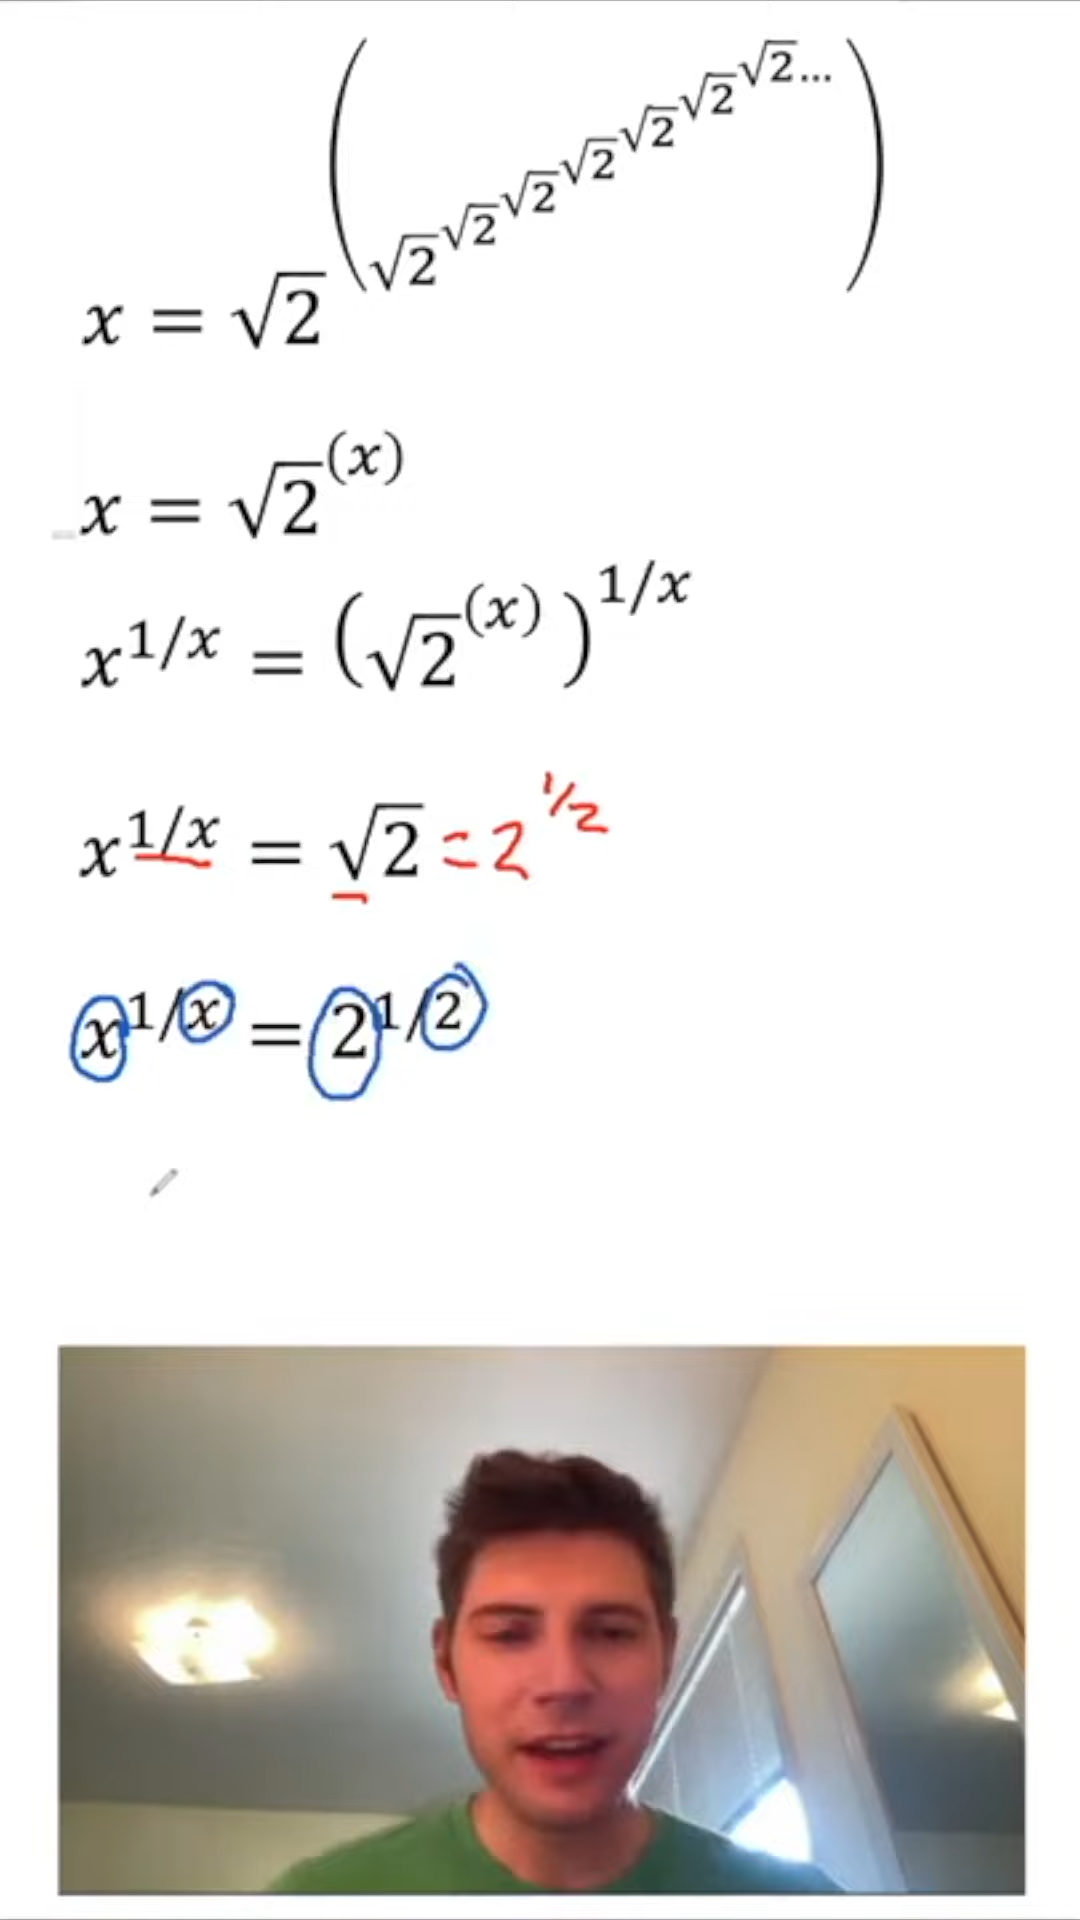 x = √2^(√2^√2^√2^√2^√2^√2^√2...)
x = √2^(x)
x^1/x = (√2^(x))^1/x
x^1/x = √2 = 2^1/2
x^1/x = 2^1/2